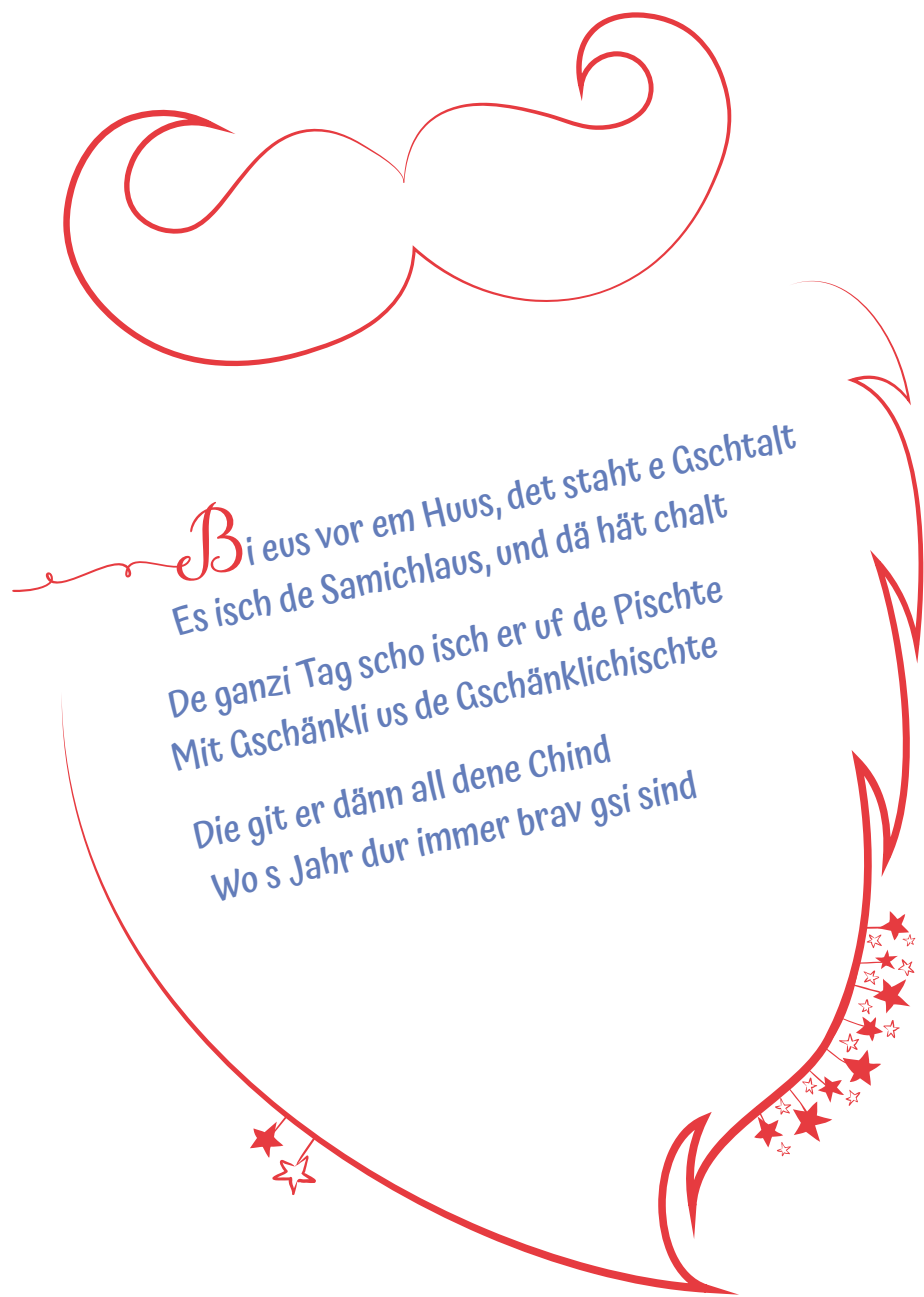 Bi eus vor em Huus, det staht e Gschtalt
Es isch de Samichlaus, und dä hät chalt
De ganzi Tag scho isch er uf de Pischte
Mit Gschänkli us de Gschänklichischte
Die git er dänn all dene Chind
Wo s Jahr dur immer brav gsi sind